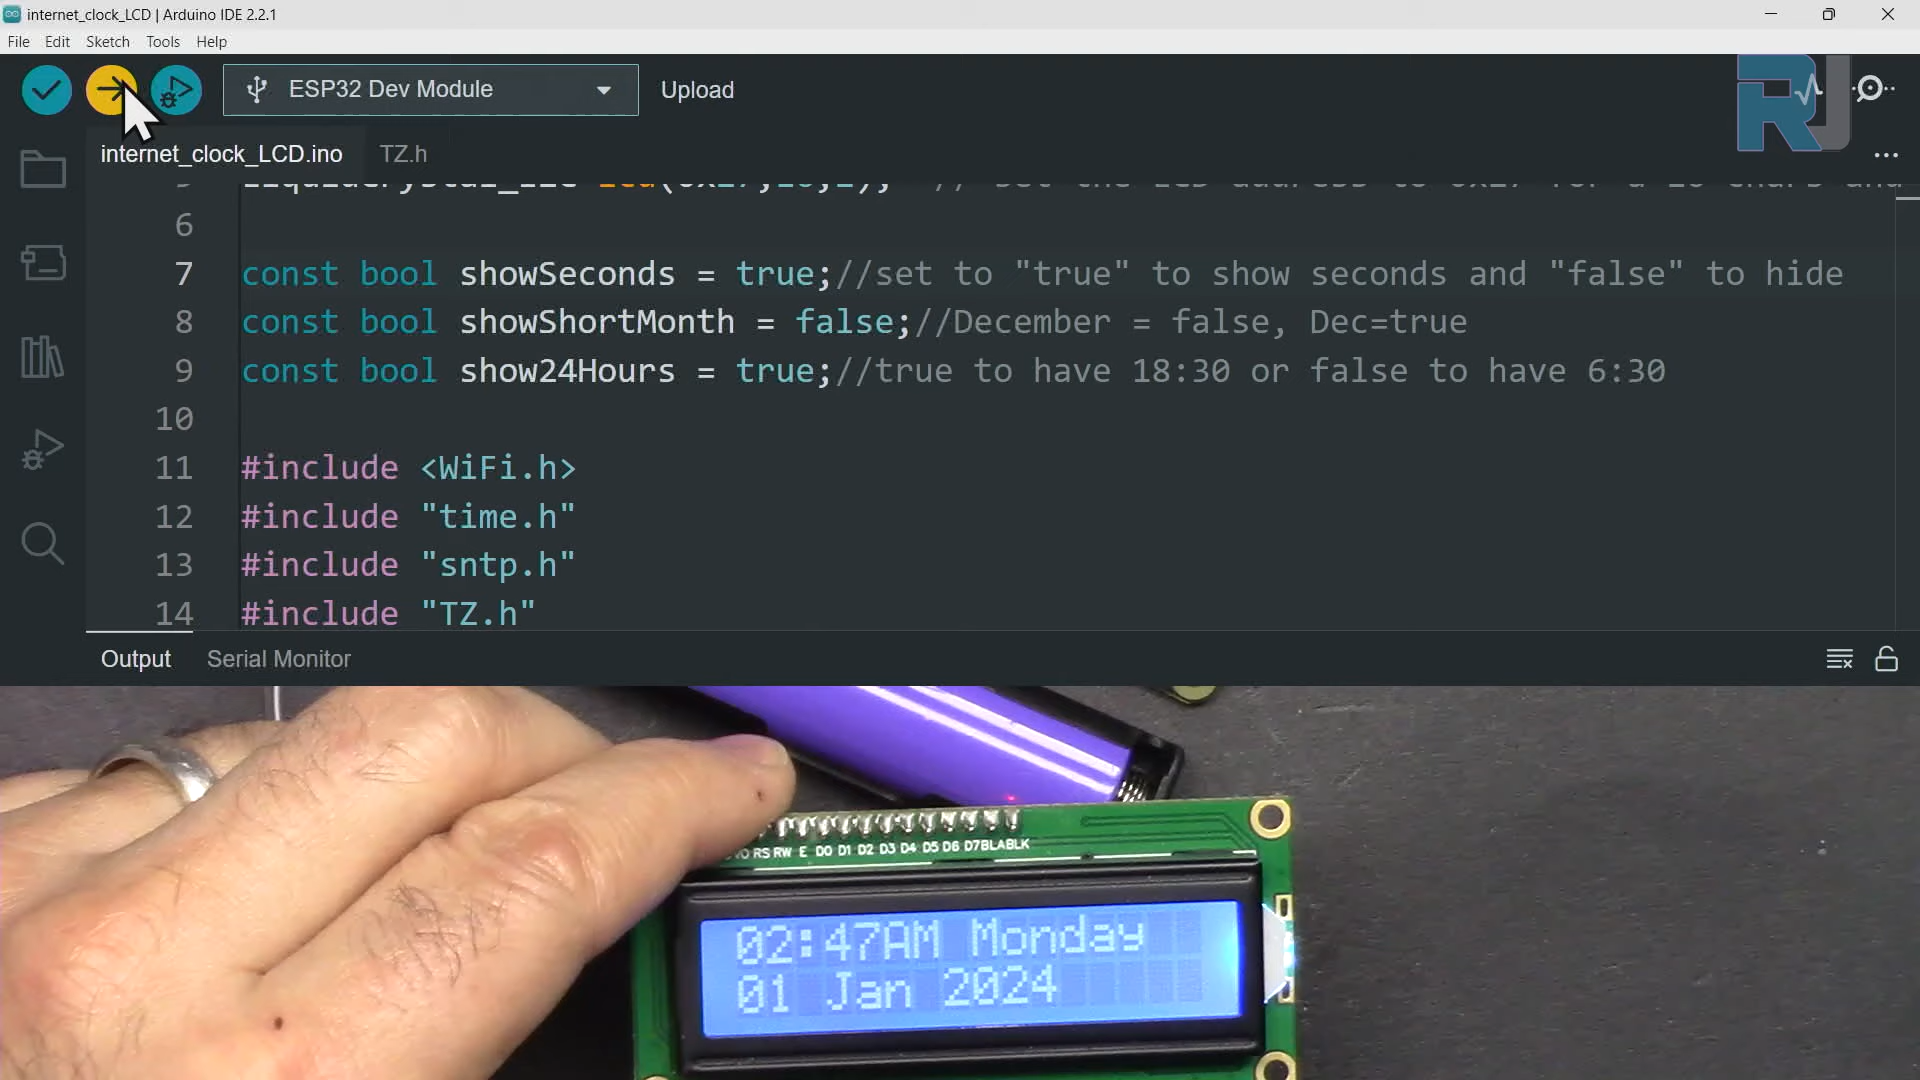 internet_clock_LCD | Arduino IDE 2.2.1
File Edit Sketch Tools Help
ESP32 Dev Module Upload
RJ
internet_clock_LCD.ino TZ.h
6
7 const bool showSeconds = true;//set to "true" to show seconds and "false" to hide
8 const bool showShortMonth = false;//December = false, Dec=true
9 const bool show24Hours = true;//true to have 18:30 or false to have 6:30
10
11 #include <WiFi.h>
12 #include "time.h"
13 #include "sntp.h"
14 #include "TZ.h"
Output Serial Monitor
RS RW E D0 D1 D2 D3 D4 D5 D6 D7 BLA BLK
02:47AM Monday
01 Jan 2024